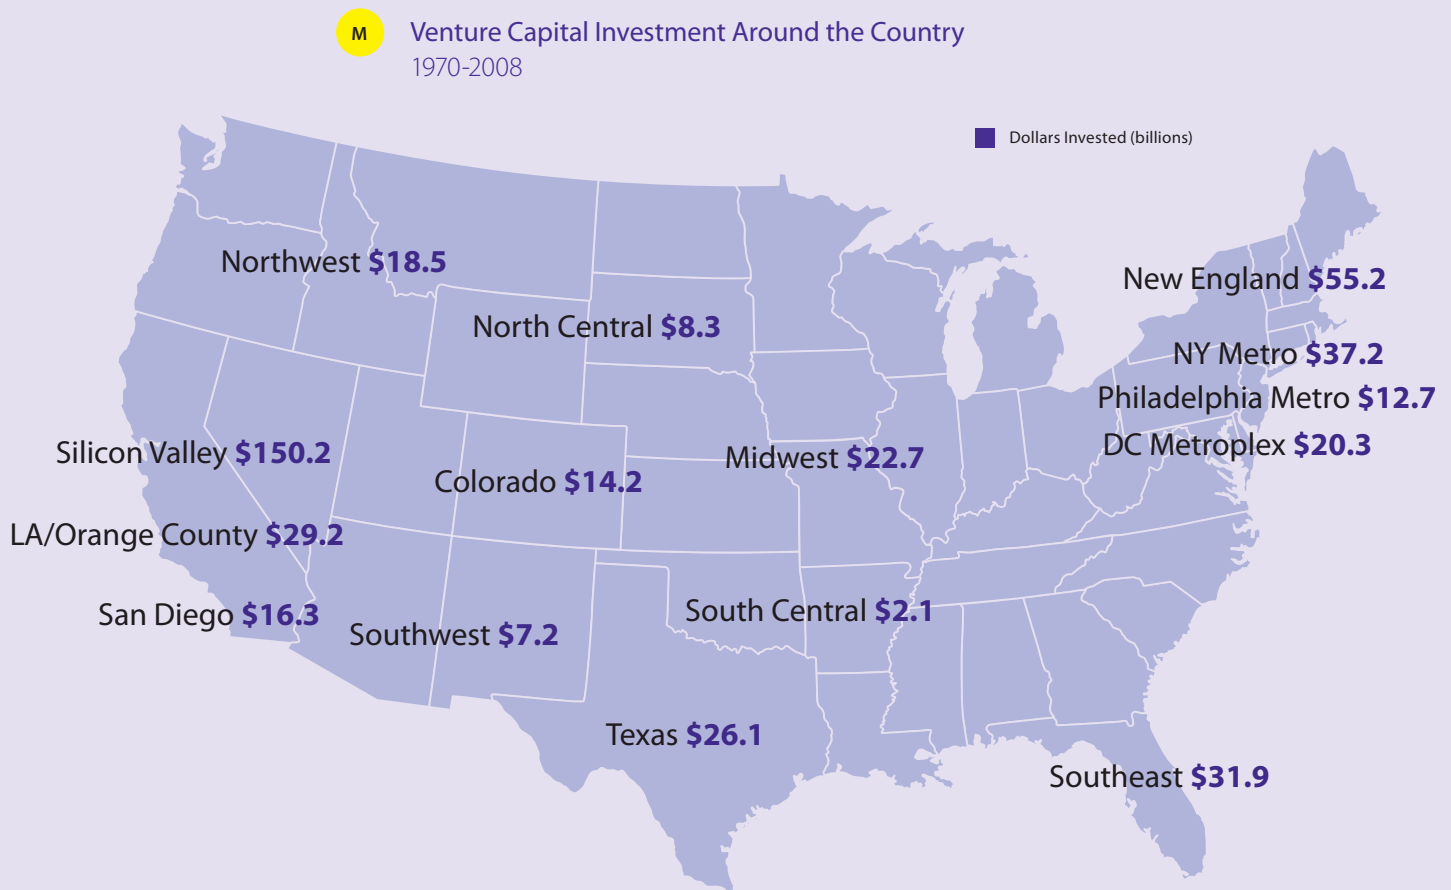 M
Venture Capital Investment Around the Country
1970-2008
Dollars Invested (billions)
Northwest $18.5
New England $55.2
North Central $8.3
NY Metro $37.2
Philadelphia Metro $12.7
DC Metroplex $20.3
Silicon Valley $150.2
Midwest $22.7
Colorado $14.2
LA/Orange County $29.2
San Diego $16.3
South Central $2.1
Southwest $7.2
Texas $26.1
Southeast $31.9